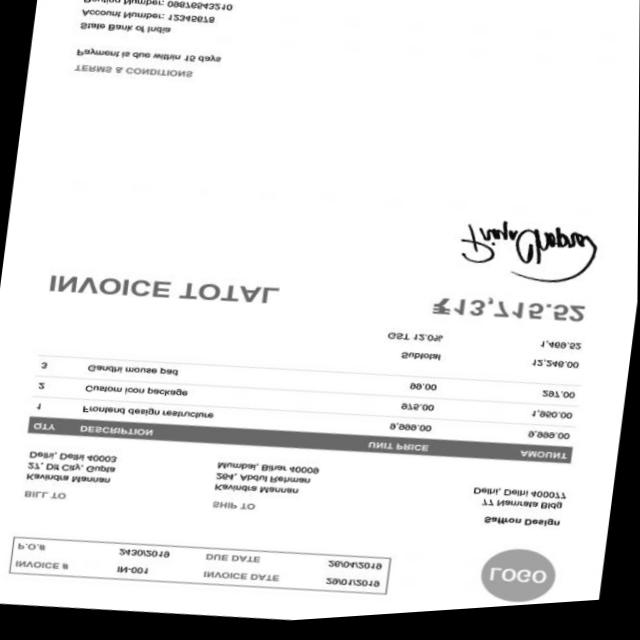 LOGO
INVOICE # IN-001 INVOICE DATE 29/01/2019
P.O.# 2430/2019 DUE DATE 26/04/2019
Saffron Design
77 Namrata Bldg
Delhi, Delhi 400077
BILL TO
Kavindra Mannan
27, Dlf City, Gupta
Delhi, Delhi 40003
SHIP TO
Kavindra Mannan
264, Abdul Rehman
Mumbai, Bihar 40009
QTY DESCRIPTION UNIT PRICE AMOUNT
1 Frontend design restructure 9,999.00 9,999.00
2 Custom icon package 975.00 1,950.00
3 Gandhi mouse pad 99.00 297.00
Subtotal 12,246.00
GST 12.0% 1,469.52
INVOICE TOTAL ₹13,715.52
TERMS & CONDITIONS
Payment is due within 15 days
State Bank of India
Account Number: 12345678
Routing Number: 09876543210